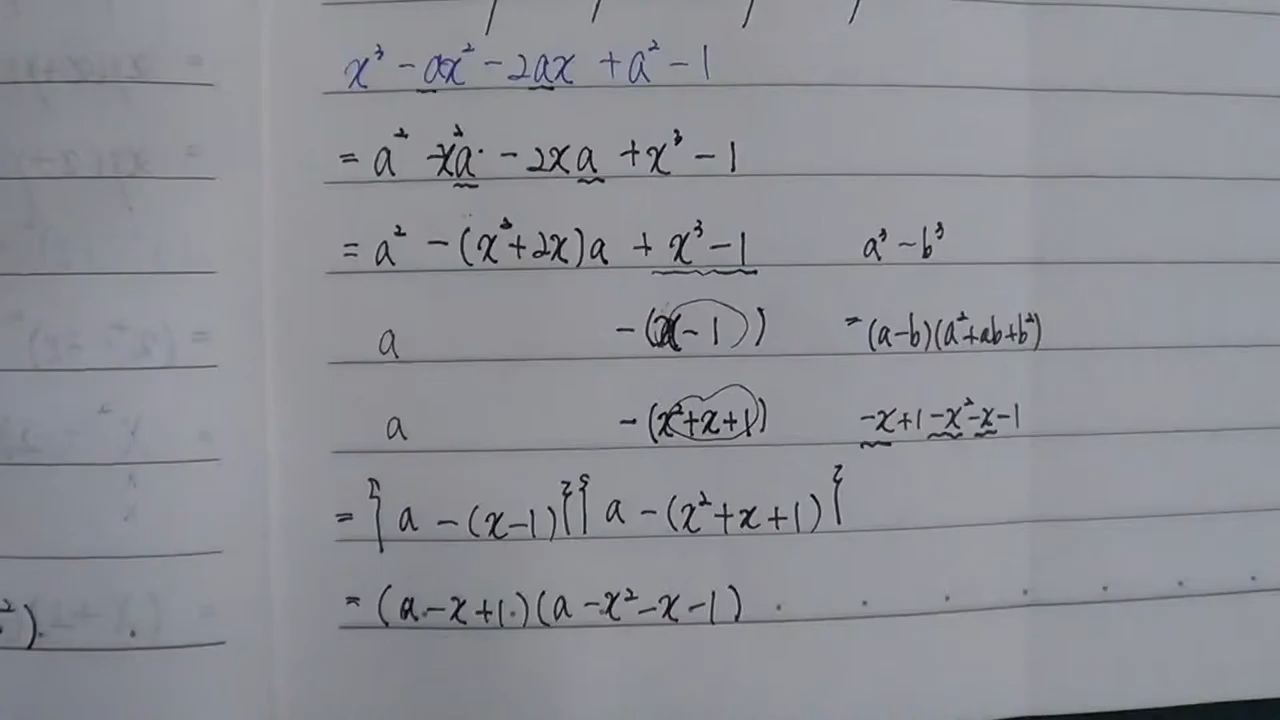 x³ - ax² - 2ax + a² - 1
= a² - x²a - 2xa + x³ - 1
= a² - (x²+2x)a + x³ - 1 a³ - b³
a -(x-1) = (a-b)(a²+ab+b²)
a -(x²+x+1) -x+1-x²-x-1
= {a - (x-1)}{a - (x²+x+1)}
= (a-x+1)(a-x²-x-1)
²).